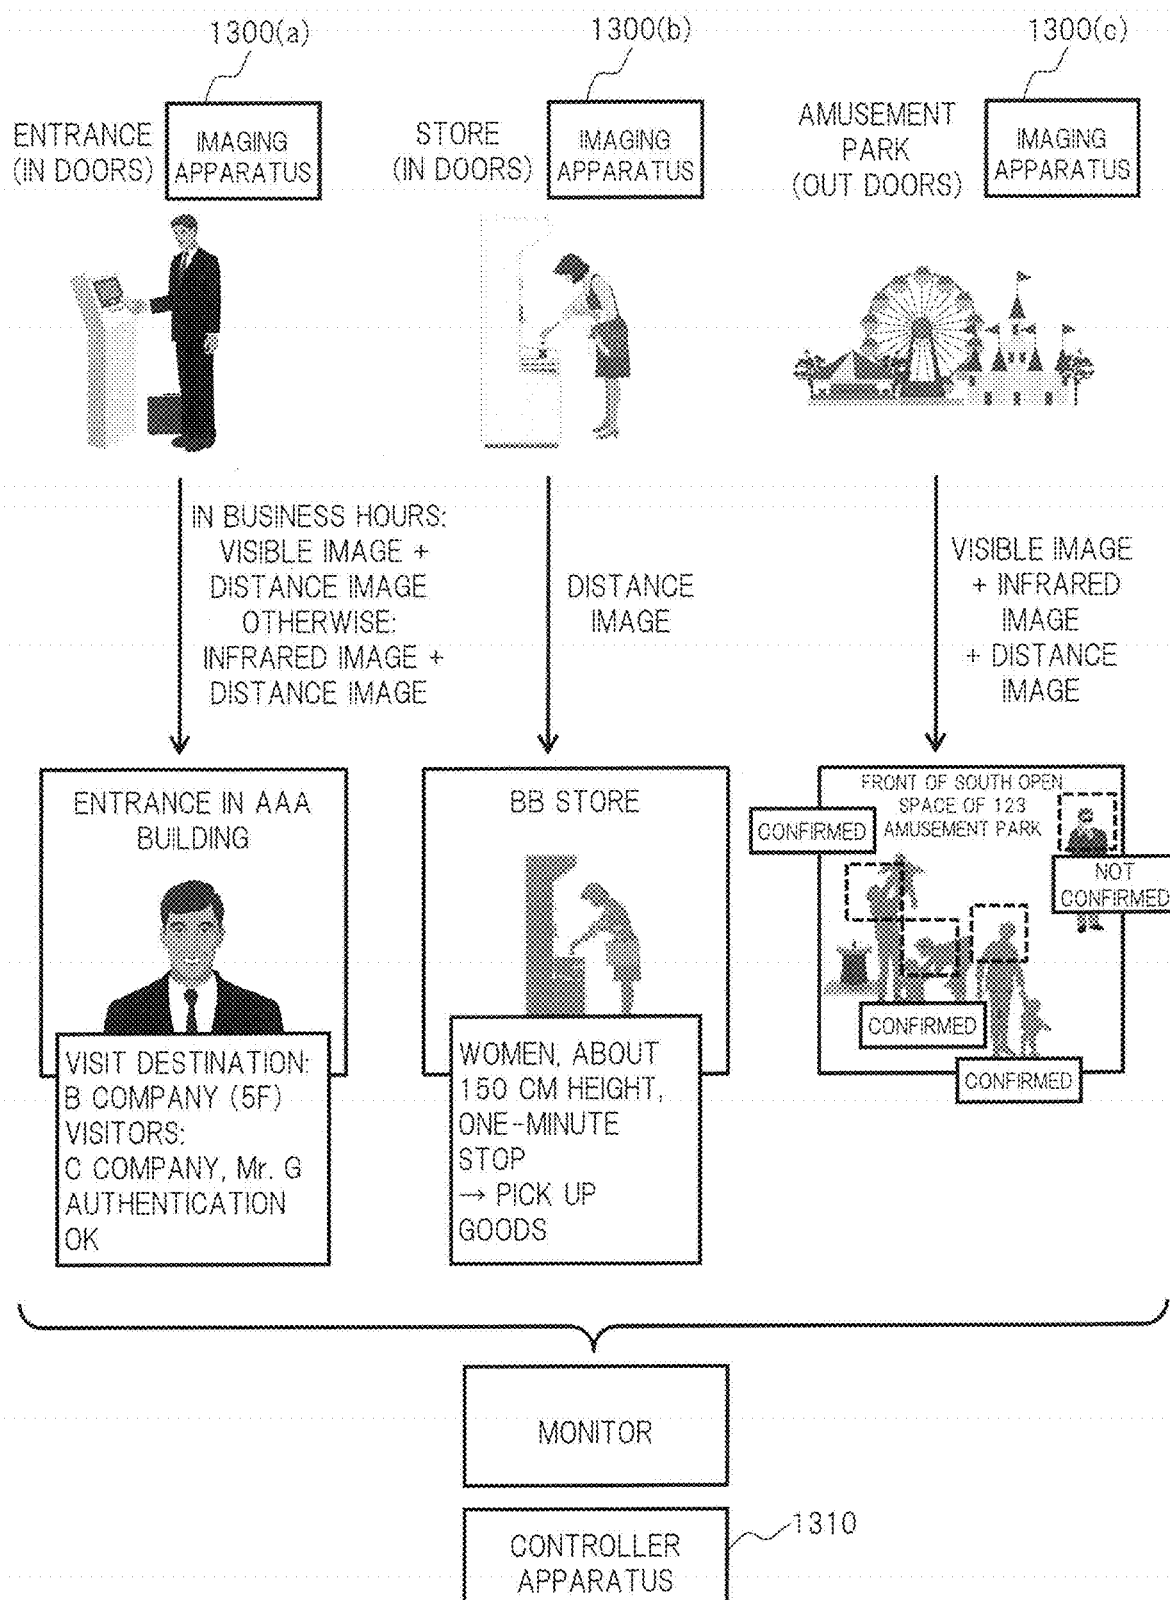 1300(a)
1300(b)
1300(c)
ENTRANCE
(IN DOORS)
IMAGING
APPARATUS
STORE
(IN DOORS)
IMAGING
APPARATUS
AMUSEMENT
PARK
(OUT DOORS)
IMAGING
APPARATUS
IN BUSINESS HOURS:
VISIBLE IMAGE +
DISTANCE IMAGE
OTHERWISE:
INFRARED IMAGE +
DISTANCE IMAGE
DISTANCE
IMAGE
VISIBLE IMAGE
+ INFRARED
IMAGE
+ DISTANCE
IMAGE
ENTRANCE IN AAA
BUILDING
VISIT DESTINATION:
B COMPANY (5F)
VISITORS:
C COMPANY, Mr. G
AUTHENTICATION
OK
BB STORE
WOMEN, ABOUT
150 CM HEIGHT,
ONE-MINUTE
STOP
→ PICK UP
GOODS
FRONT OF SOUTH OPEN
SPACE OF 123
AMUSEMENT PARK
CONFIRMED
NOT
CONFIRMED
CONFIRMED
CONFIRMED
MONITOR
1310
CONTROLLER
APPARATUS